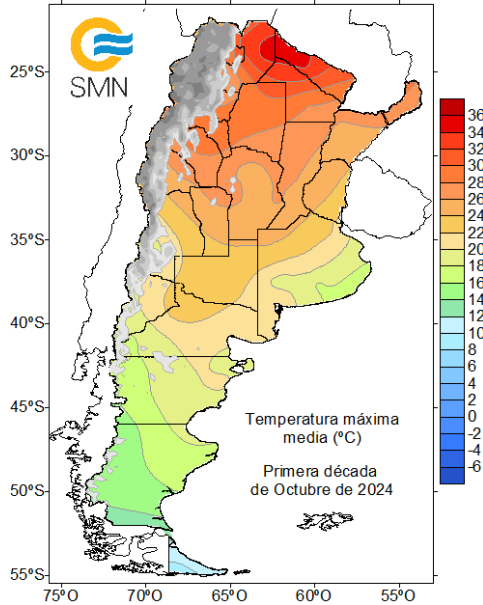 SMN
25°S
30°S
35°S
40°S
45°S
50°S
55°S
75°O
70°O
65°O
60°O
55°O
Temperatura máxima
media (°C)
Primera década
de Octubre de 2024
36
34
32
30
28
26
24
22
20
18
16
14
12
10
8
6
4
2
0
-2
-4
-6